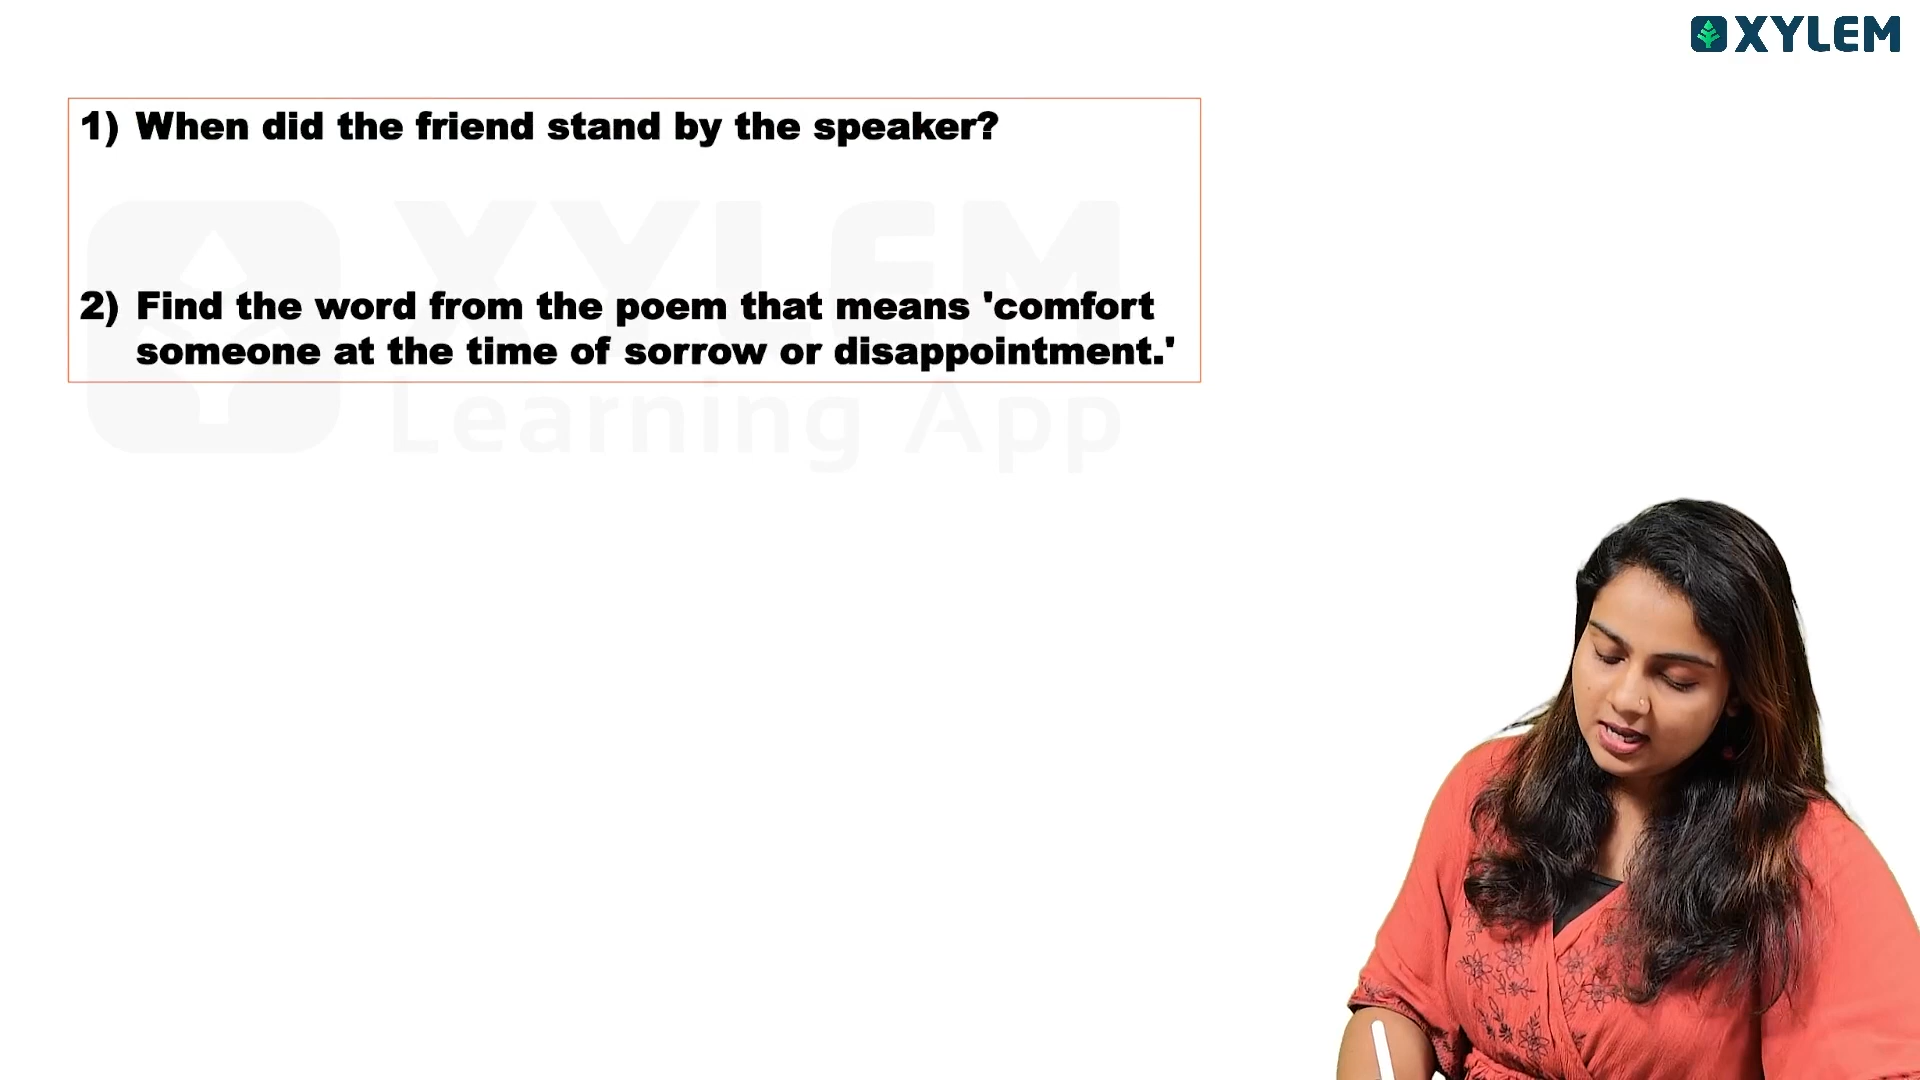 XYLEM
1) When did the friend stand by the speaker?
XYLEM
2) Find the word from the poem that means 'comfort
someone at the time of sorrow or disappointment.'
Learning App